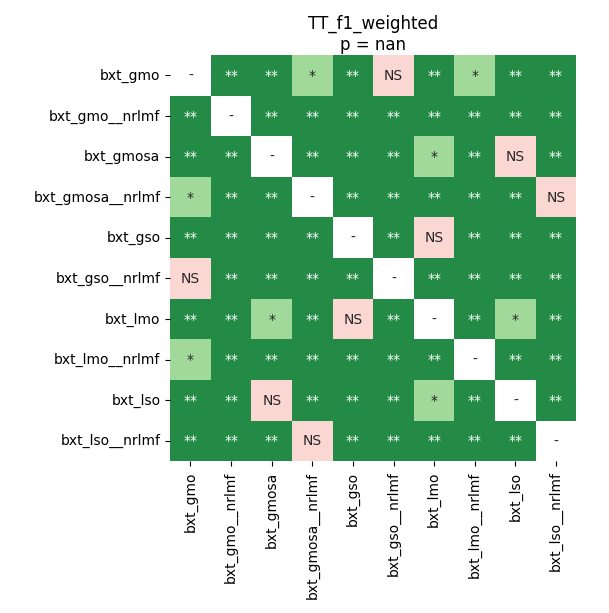 TT_f1_weighted
p = nan
bxt_gmo - ** ** * ** NS ** * ** **
bxt_gmo__nrlmf ** - ** ** ** ** ** ** ** **
bxt_gmosa ** ** - ** ** ** * ** NS **
bxt_gmosa__nrlmf * ** ** - ** ** ** ** ** NS
bxt_gso ** ** ** ** - ** NS ** ** **
bxt_gso__nrlmf NS ** ** ** ** - ** ** ** **
bxt_lmo ** ** * ** NS ** - ** * **
bxt_lmo__nrlmf * ** ** ** ** ** ** - ** **
bxt_lso ** ** NS ** ** ** * ** - **
bxt_lso__nrlmf ** ** ** NS ** ** ** ** ** -
bxt_gmo
bxt_gmo__nrlmf
bxt_gmosa
bxt_gmosa__nrlmf
bxt_gso
bxt_gso__nrlmf
bxt_lmo
bxt_lmo__nrlmf
bxt_lso
bxt_lso__nrlmf